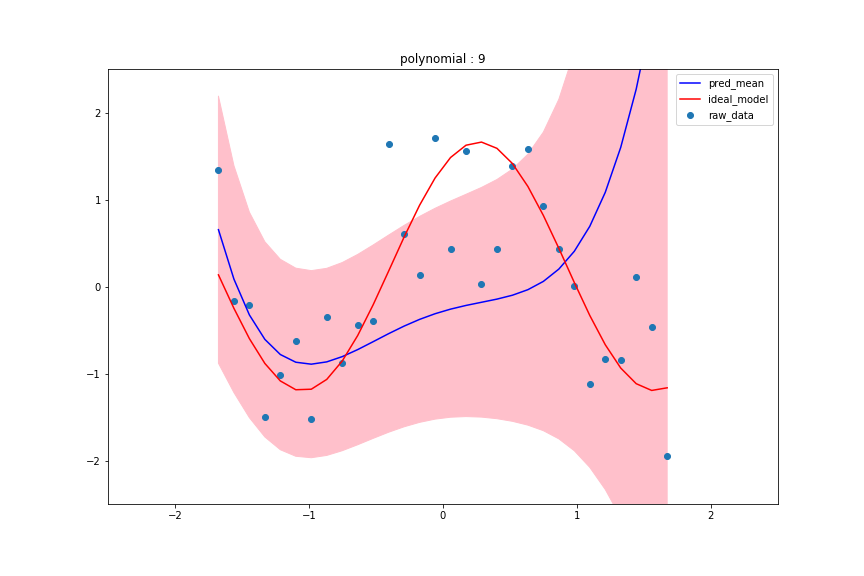 polynomial : 9
pred_mean
ideal_model
raw_data
2
1
0
−1
−2
−2
−1
0
1
2